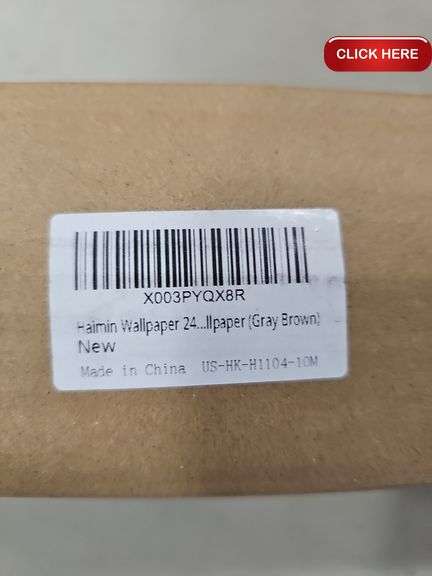 CLICK HERE
X003PYQX8R
Haimin Wallpaper 24...llpaper (Gray Brown)
New
Made in China US-HK-H1104-10M